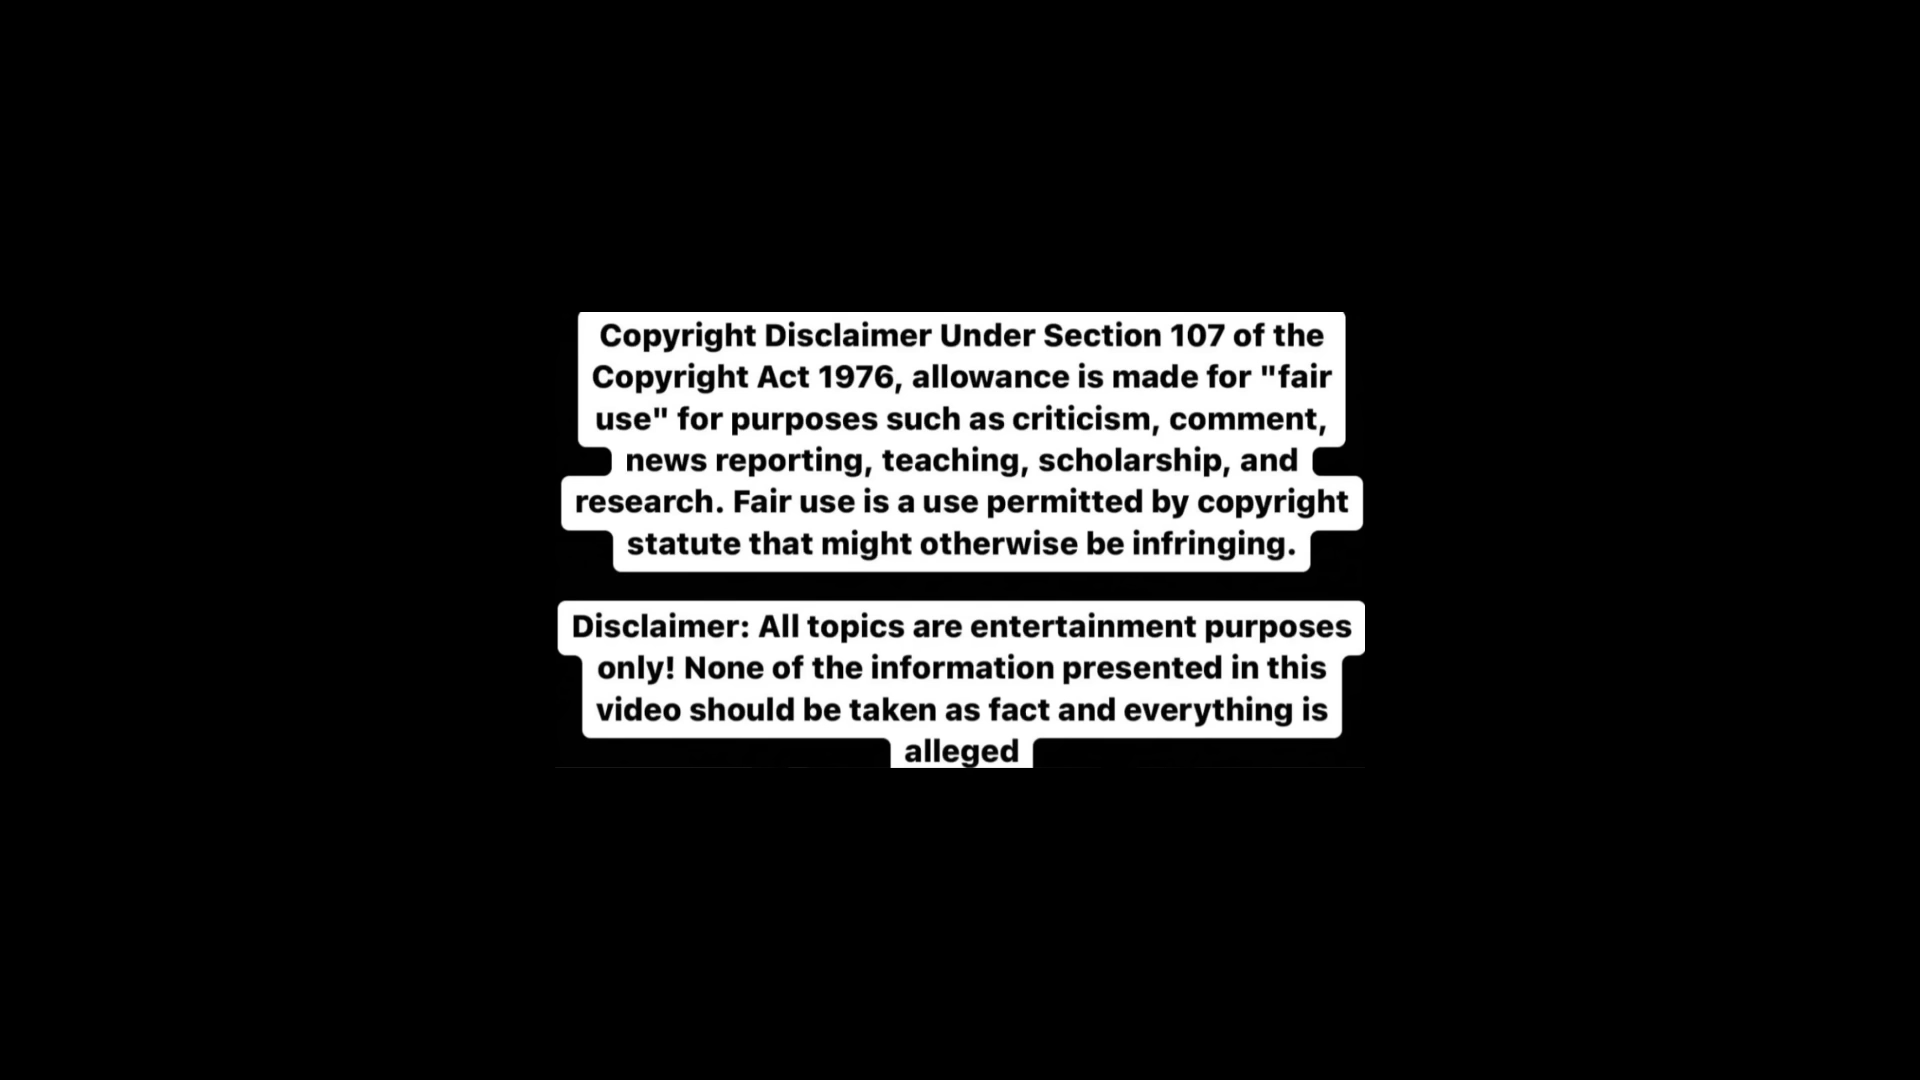 Copyright Disclaimer Under Section 107 of the
Copyright Act 1976, allowance is made for "fair
use" for purposes such as criticism, comment,
news reporting, teaching, scholarship, and
research. Fair use is a use permitted by copyright
statute that might otherwise be infringing.
Disclaimer: All topics are entertainment purposes
only! None of the information presented in this
video should be taken as fact and everything is
alleged